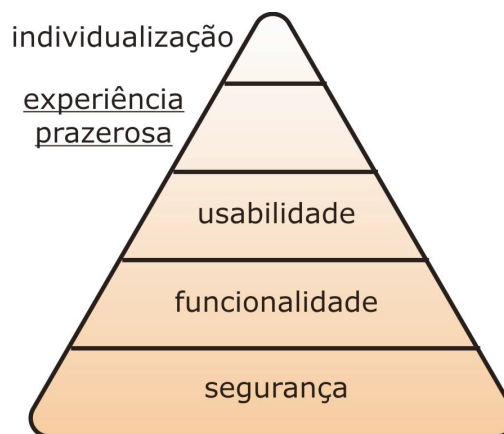 individualização
experiência
prazerosa
usabilidade
funcionalidade
segurança